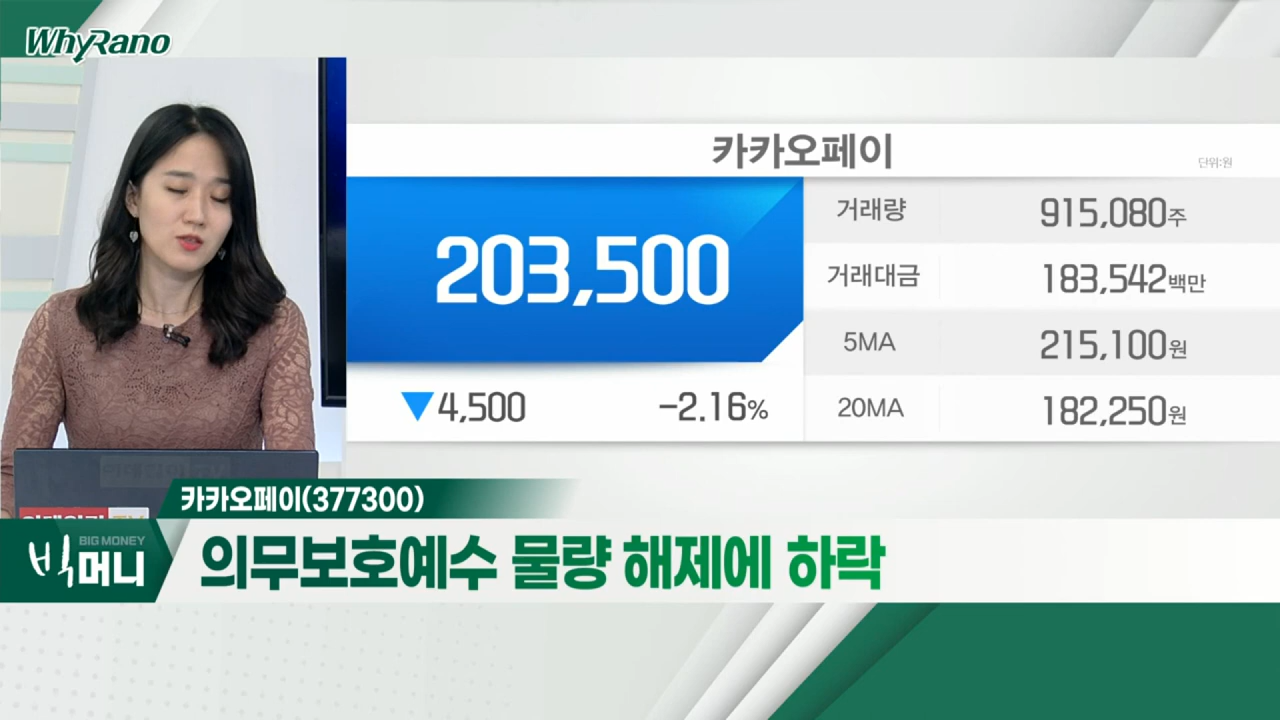 WhyRano
카카오페이
단위:원
203,500
▼4,500 -2.16%
거래량 915,080주
거래대금 183,542백만
5MA 215,100원
20MA 182,250원
카카오페이(377300)
BIG MONEY
빅머니
의무보호예수 물량 해제에 하락